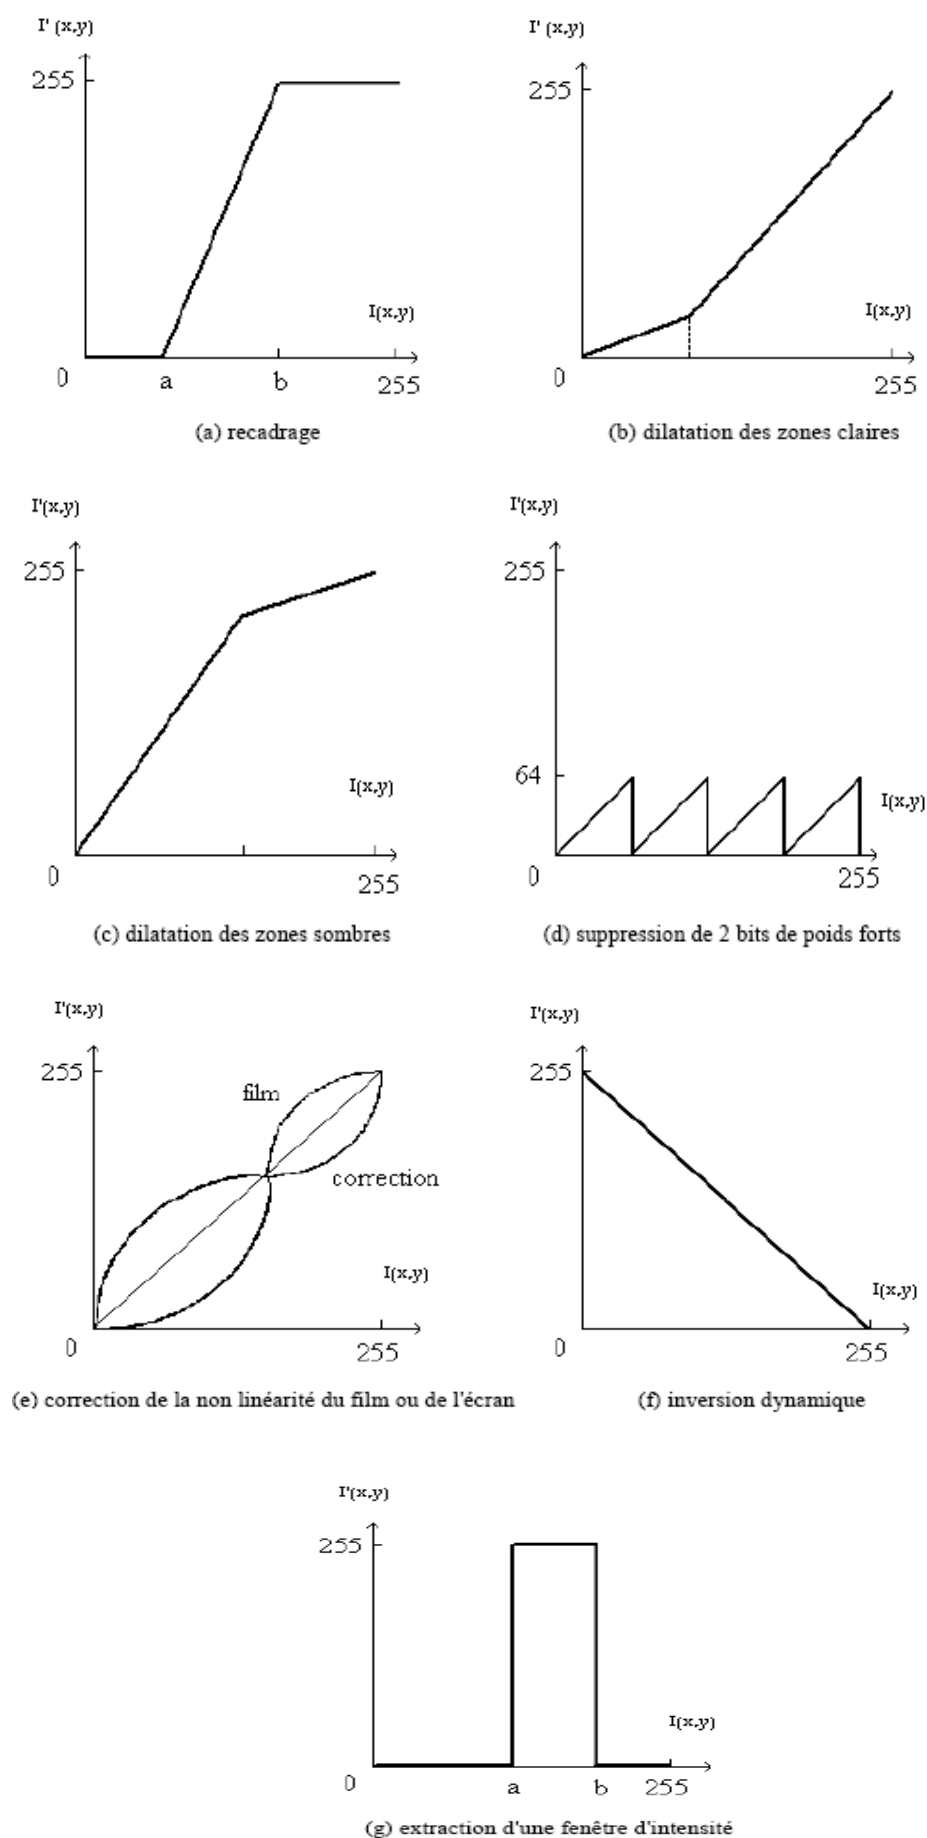 I' (x,y)
255
I(x,y)
0
a
b
255
(a) recadrage
I' (x,y)
255
I(x,y)
0
255
(b) dilatation des zones claires
I'(x,y)
255
I(x,y)
0
255
(c) dilatation des zones sombres
I'(x,y)
255
64
I(x,y)
0
255
(d) suppression de 2 bits de poids forts
I'(x,y)
255
film
correction
I(x,y)
0
255
(e) correction de la non linéarité du film ou de l'écran
I'(x,y)
255
I(x,y)
0
255
(f) inversion dynamique
I'(x,y)
255
I(x,y)
0
a
b
255
(g) extraction d'une fenêtre d'intensité